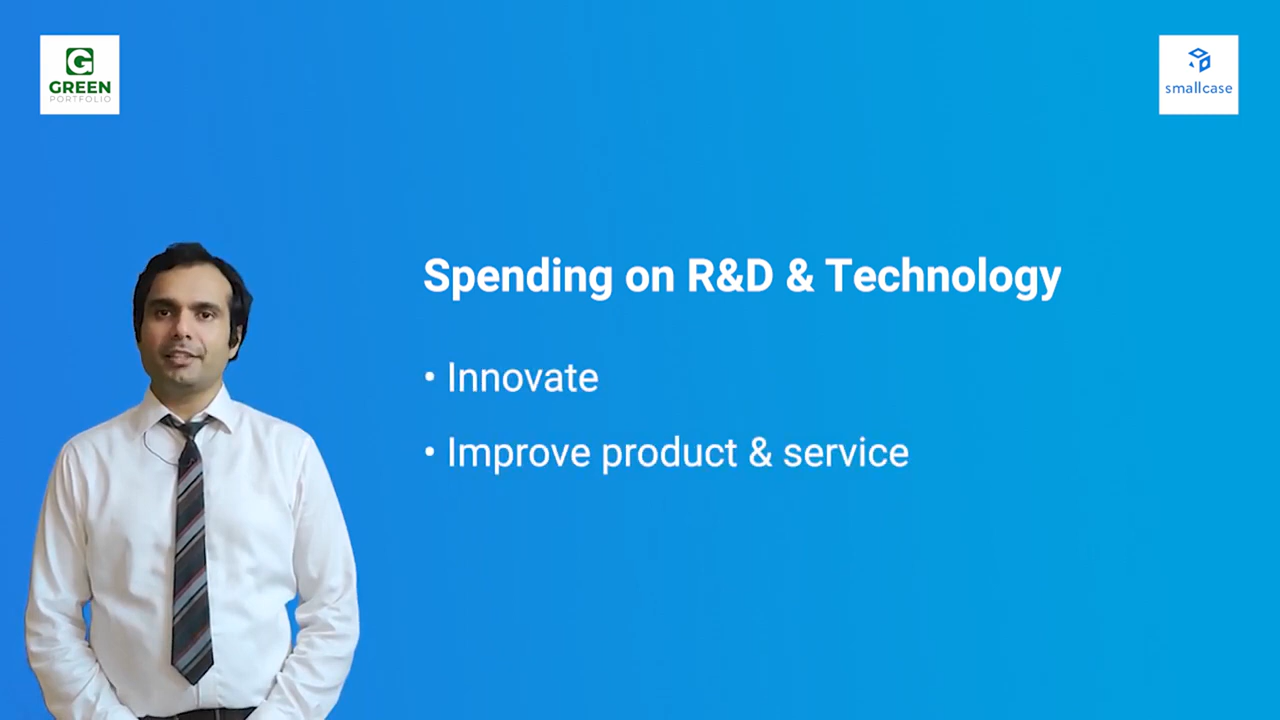 G
GREEN
PORTFOLIO
smallcase
Spending on R&D & Technology
• Innovate
• Improve product & service